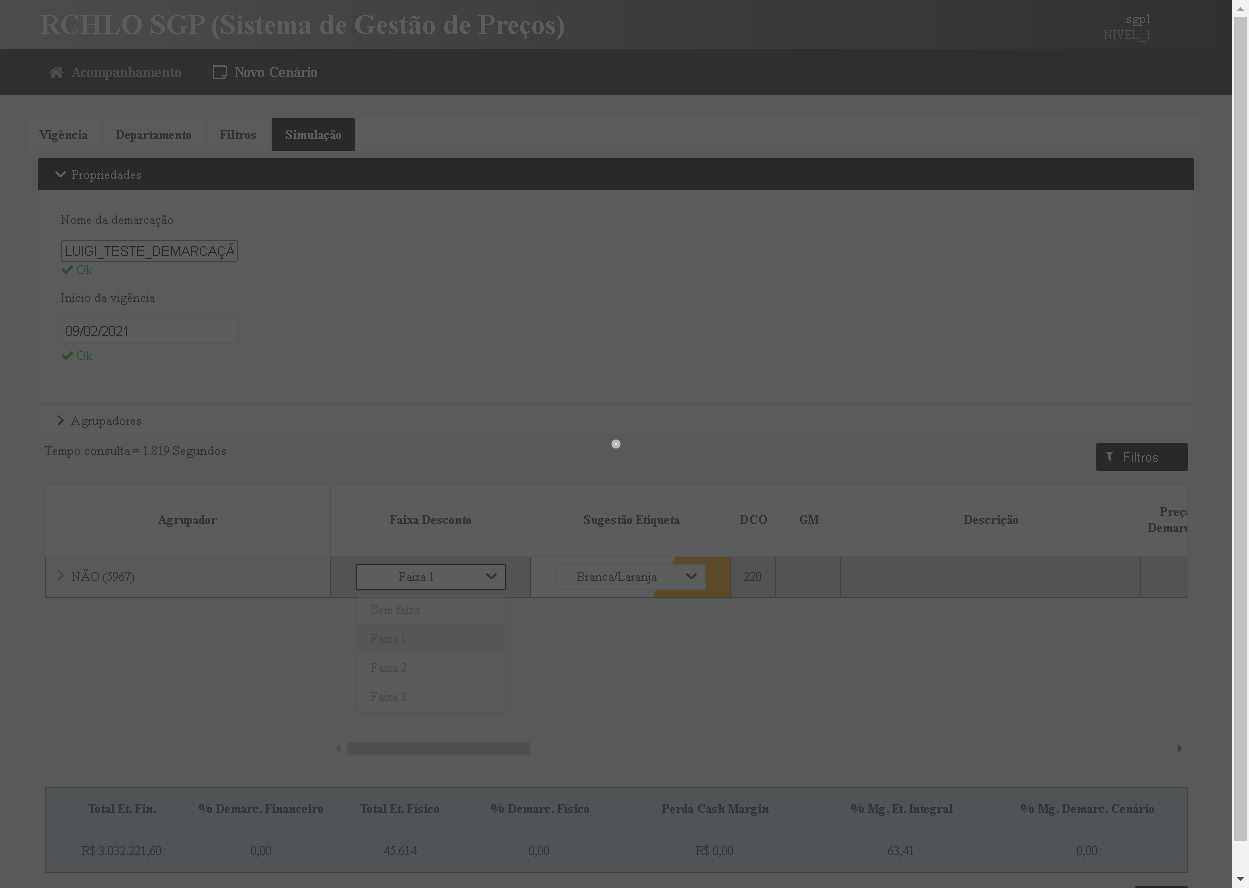 RCHLO SGP (Sistema de Gestão de Preços)
sgp1
NIVEL_1
Acompanhamento
Novo Cenário
Vigência
Departamento
Filtros
Simulação
Propriedades
Nome da demarcação
LUIGI_TESTE_DEMARCAÇÃ
Ok
Início da vigência
09/02/2021
Ok
Agrupadores
Tempo consulta = 1.819 Segundos
Filtros
Agrupador
Faixa Desconto
Sugestão Etiqueta
DCO
GM
Descrição
Preç
Demar
NÃO (5967)
Faixa 1
Branca/Laranja
220
Sem faixa
Faixa 1
Faixa 2
Faixa 3
Total Et. Fin.
% Demarc. Financeiro
Total Et. Físico
% Demarc. Físico
Perda Cash Margin
% Mg. Et. Integral
% Mg. Demarc. Cenário
R$ 3.032.221,60
0,00
45.614
0,00
R$ 0,00
63,41
0,00